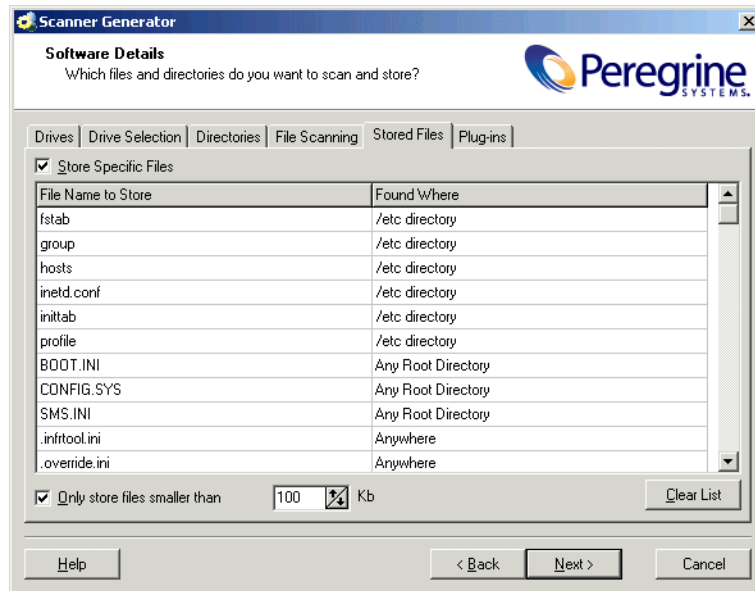 Scanner Generator
Software Details
Which files and directories do you want to scan and store?
Peregrine
SYSTEMS.
Drives Drive Selection Directories File Scanning Stored Files Plug-ins
Store Specific Files
File Name to Store Found Where
fstab /etc directory
group /etc directory
hosts /etc directory
inetd.conf /etc directory
inittab /etc directory
profile /etc directory
BOOT.INI Any Root Directory
CONFIG.SYS Any Root Directory
SMS.INI Any Root Directory
.infrtool.ini Anywhere
.override.ini Anywhere
Only store files smaller than 100 Kb Clear List
Help < Back Next > Cancel